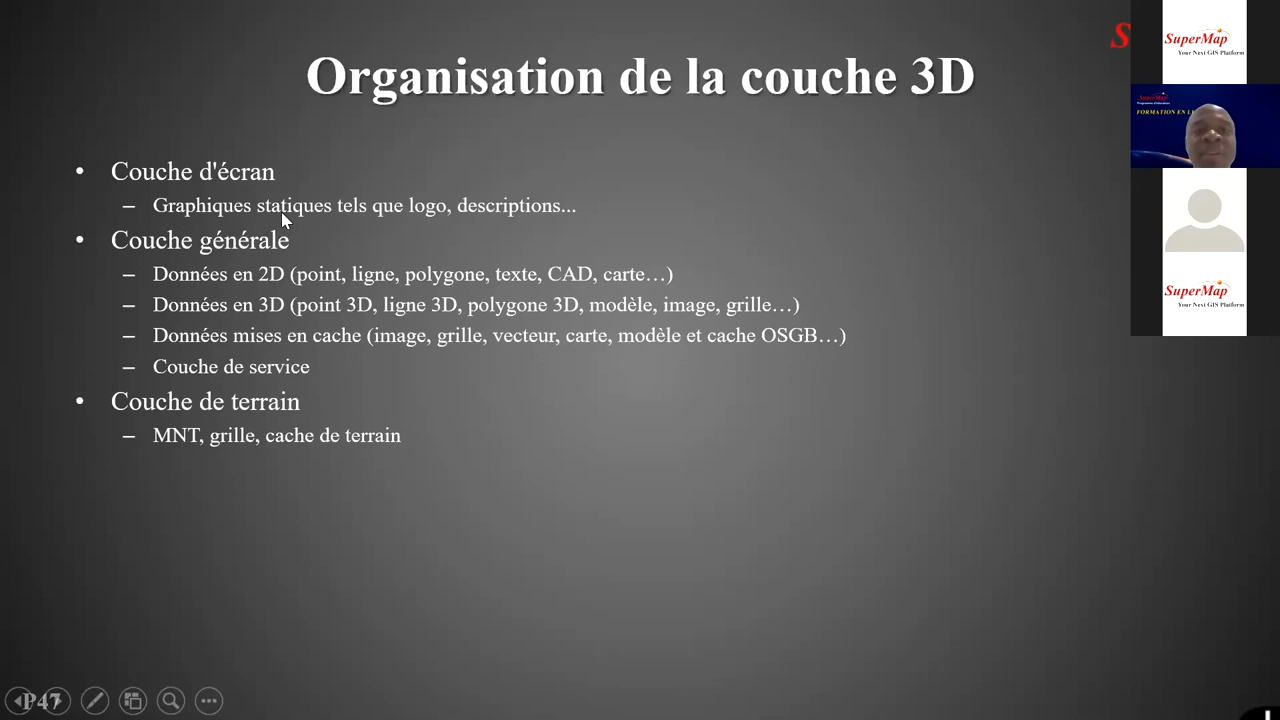 Organisation de la couche 3D
• Couche d'écran
– Graphiques statiques tels que logo, descriptions...
• Couche générale
– Données en 2D (point, ligne, polygone, texte, CAD, carte…)
– Données en 3D (point 3D, ligne 3D, polygone 3D, modèle, image, grille…)
– Données mises en cache (image, grille, vecteur, carte, modèle et cache OSGB…)
– Couche de service
• Couche de terrain
– MNT, grille, cache de terrain
P47
S
SuperMap
Your Next GIS Platform
SuperMap
FORMATION EN
SuperMap
Your Next GIS Platform